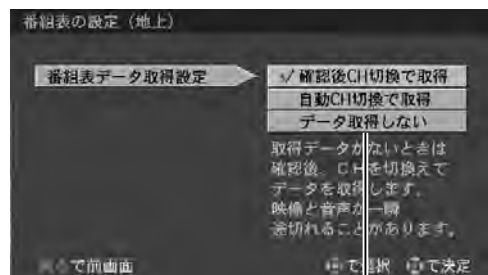 番組表の設定（地上）
番組表データ取得設定
✓確認後CH切換で取得
自動CH切換で取得
データ取得しない
取得データがないときは
確認後、CHを切換えて
データを取得します。
映像と音声が一瞬
途切れることがあります。
で前画面
で選択 で決定